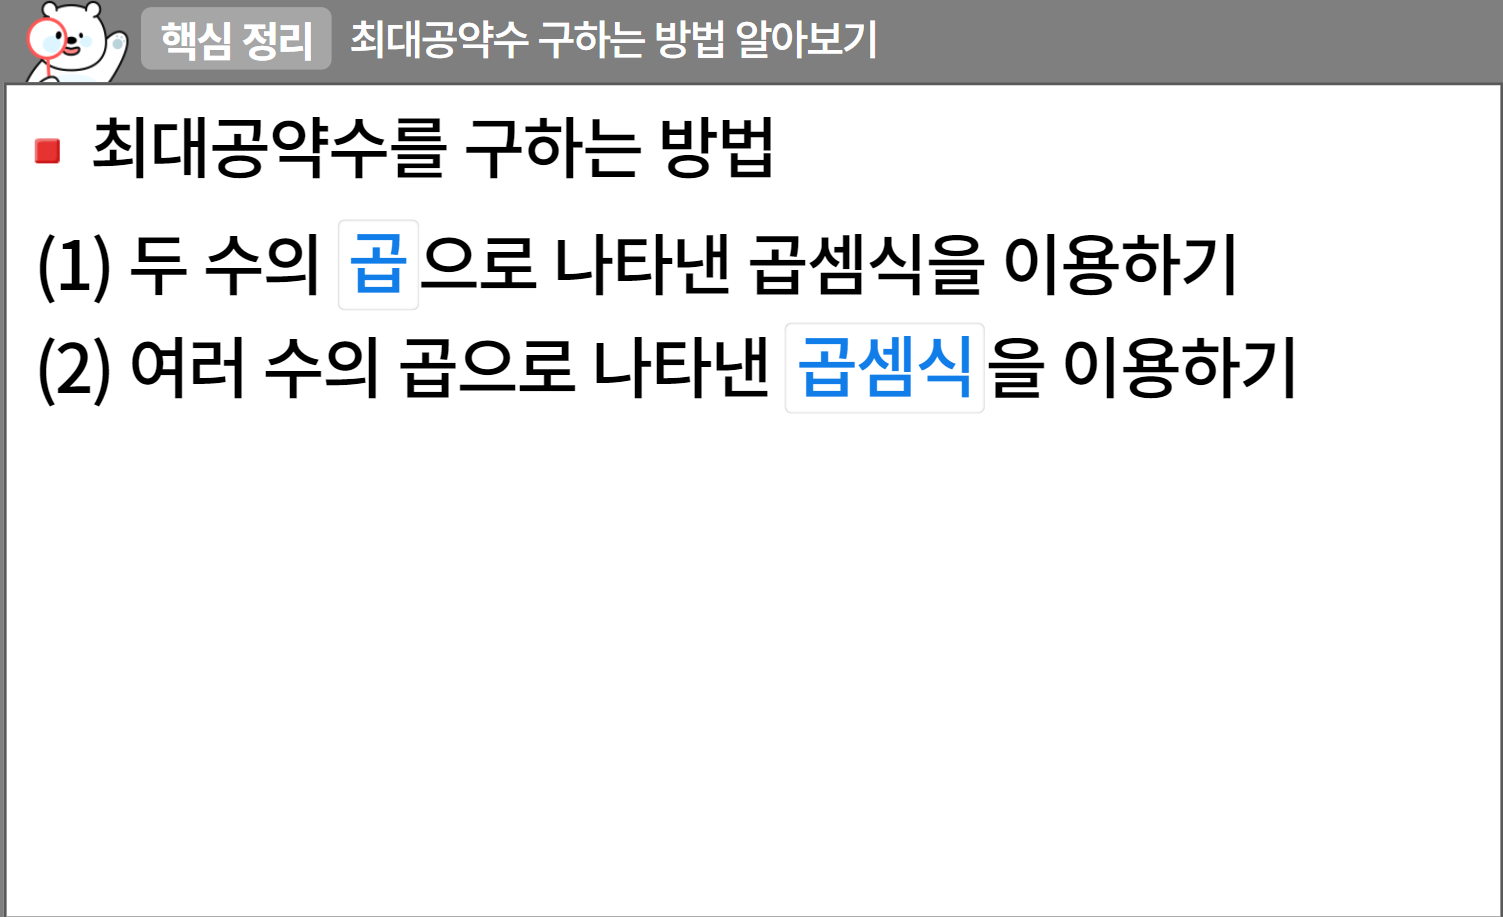 핵심 정리 최대공약수 구하는 방법 알아보기
최대공약수를 구하는 방법
(1) 두 수의 곱으로 나타낸 곱셈식을 이용하기
(2) 여러 수의 곱으로 나타낸 곱셈식을 이용하기